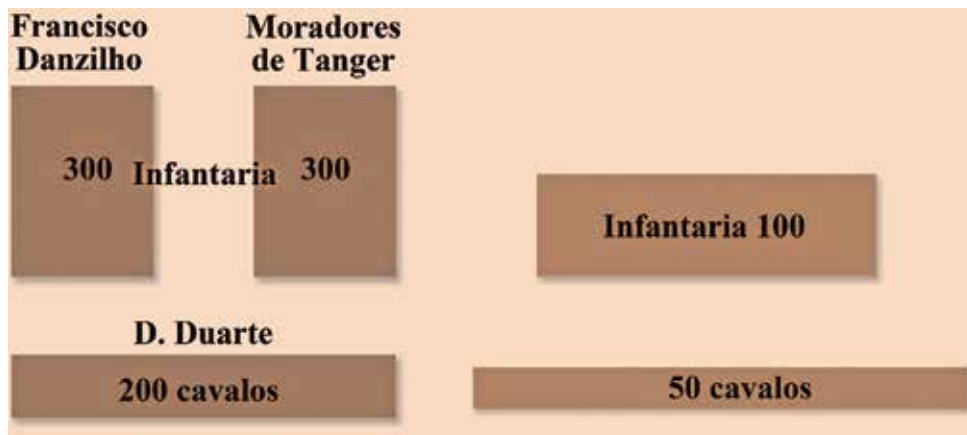 Francisco
Danzilho
Moradores
de Tanger
300 Infantaria 300
Infantaria 100
D. Duarte
200 cavalos
50 cavalos